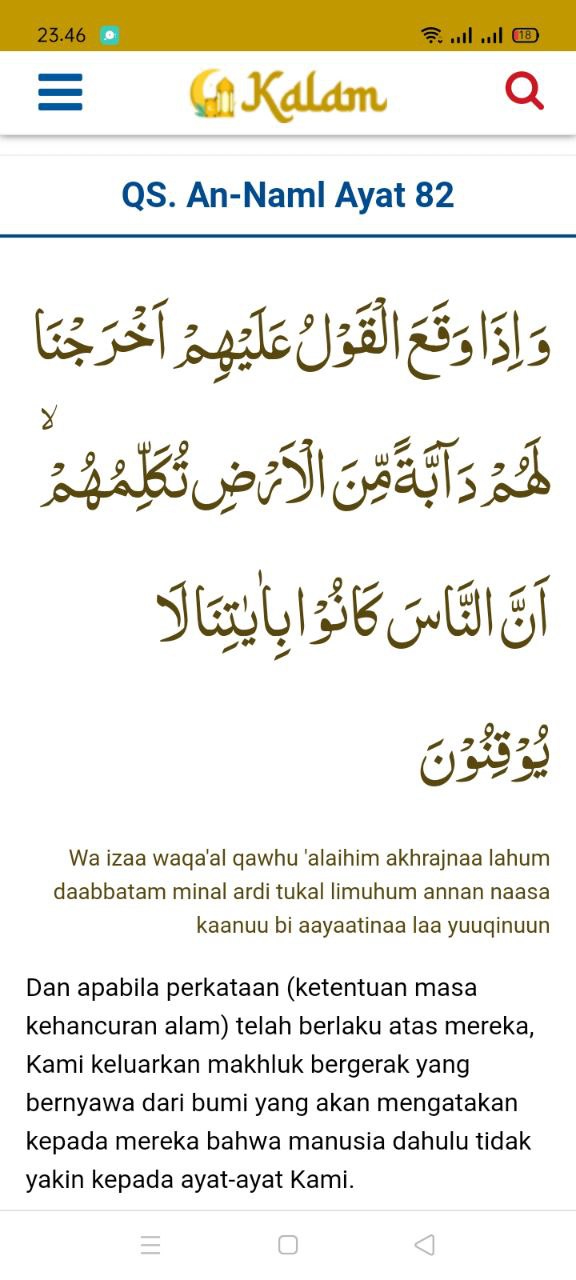 23.46
18
Kalam
QS. An-Naml Ayat 82
وَاِذَا وَقَعَ الْقَوْلُ عَلَيْهِمْ اَخْرَجْنَا
لَهُمْ دَاۤبَّةً مِّنَ الْاَرْضِ تُكَلِّمُهُمْ ۙ
اَنَّ النَّاسَ كَانُوْا بِاٰيٰتِنَا لَا
يُوْقِنُوْنَ
Wa izaa waqa'al qawhu 'alaihim akhrajnaa lahum
daabbatam minal ardi tukal limuhum annan naasa
kaanuu bi aayaatinaa laa yuuqinuun
Dan apabila perkataan (ketentuan masa
kehancuran alam) telah berlaku atas mereka,
Kami keluarkan makhluk bergerak yang
bernyawa dari bumi yang akan mengatakan
kepada mereka bahwa manusia dahulu tidak
yakin kepada ayat-ayat Kami.